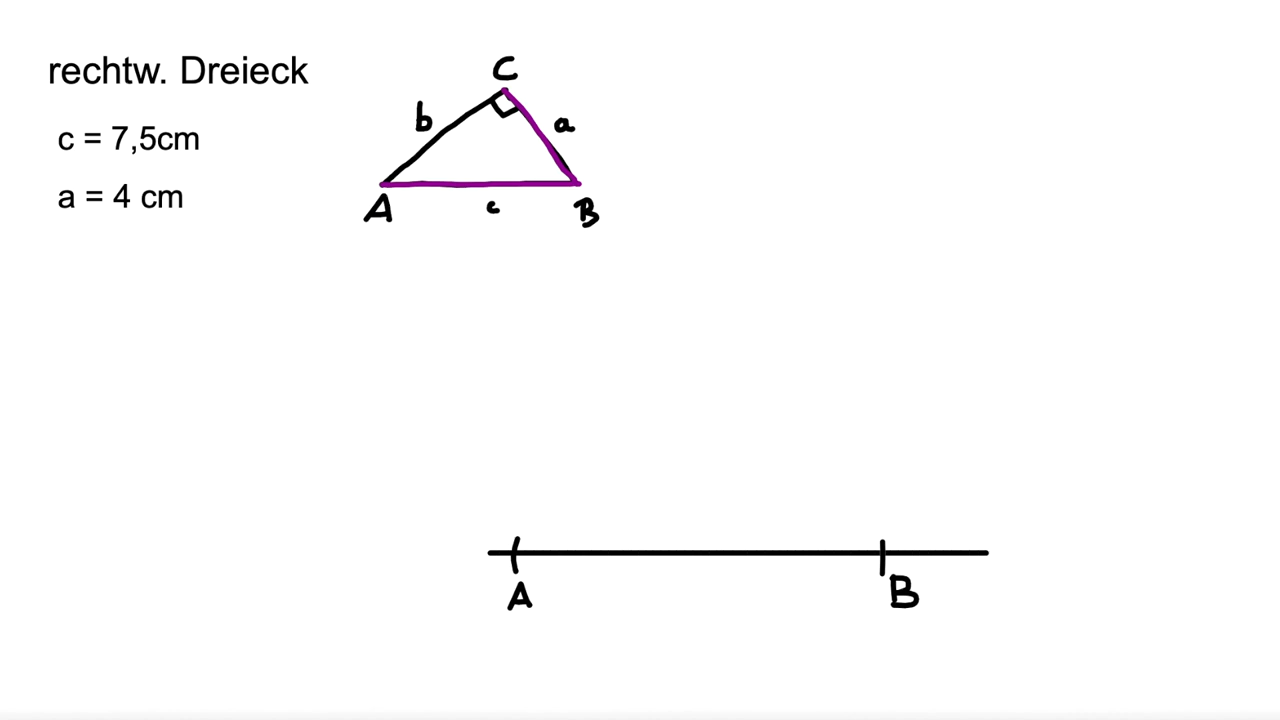 rechtw. Dreieck
c = 7,5cm
a = 4 cm
C
b
a
A
c
B
A
B